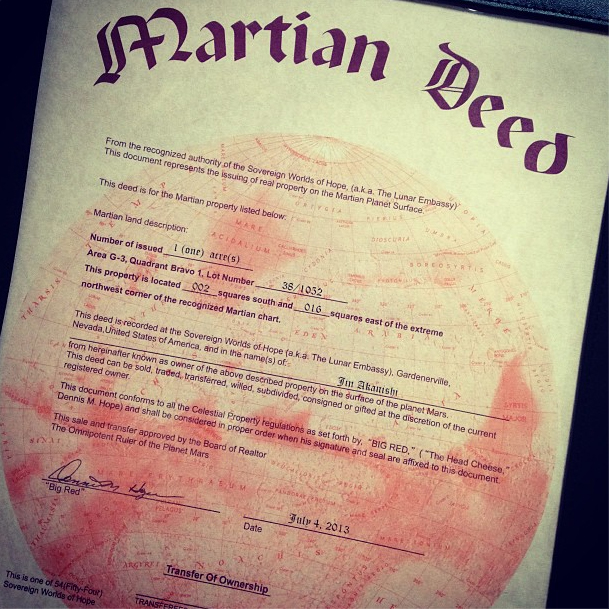 Martian Deed
From the recognized authority of the Sovereign Worlds of Hope, (a.k.a. The Lunar Embassy)
This document represents the issuing of real property on the Martian Planet Surface.
This deed is for the Martian property listed below:
Martian land description:
Number of issued 1 (one) acre(s)
Area G-3, Quadrant Bravo 1, Lot Number 38/1032
This property is located 002 squares south and 016 squares east of the extreme
northwest corner of the recognized Martian chart.
This deed is recorded at the Sovereign Worlds of Hope (a.k.a. The Lunar Embassy). Gardenerville,
Nevada,United States of America, and in the name(s) of:
Jin Akanishi
from hereinafter known as owner of the above described property on the surface of the planet Mars.
This deed can be sold, traded, transferred, willed, subdivided, consigned or gifted at the discretion of the current
registered owner.
This document conforms to all the Celestial Property regulations as set forth by, "BIG RED," ( "The Head Cheese,"
Dennis M. Hope) and shall be considered in proper order when his signature and seal are affixed to this document.
This sale and transfer approved by the Board of Realtor
The Omnipotent Ruler of the Planet Mars
"Big Red"
July 4, 2013
Date
Transfer Of Ownership
This is one of 54(Fifty-Four)
Sovereign Worlds of Hope
MARE
ACIDALIUM
DIOSCURIA
SYRTIS
MAJOR